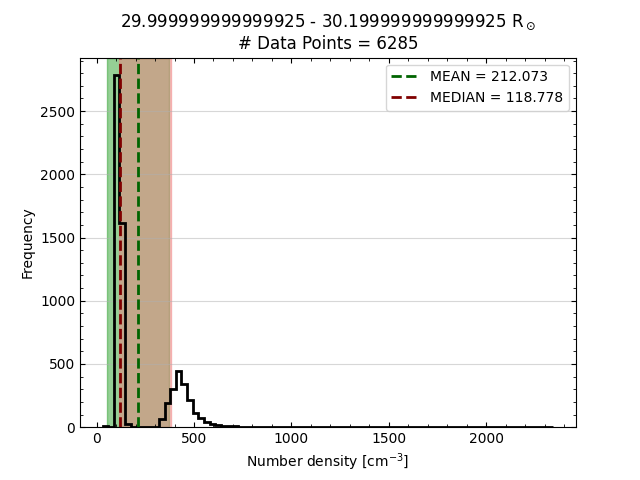 29.999999999999925 - 30.199999999999925 R⊙
# Data Points = 6285
MEAN = 212.073
MEDIAN = 118.778
2500
2000
1500
1000
500
0
Frequency
0 500 1000 1500 2000
Number density [cm⁻³]